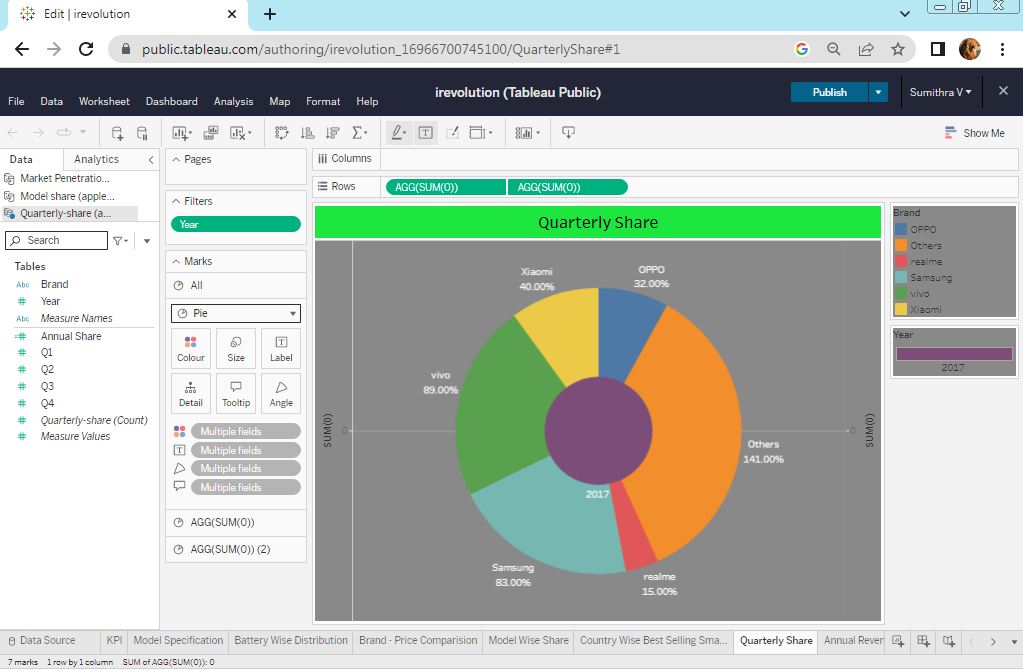 Edit | irevolution
public.tableau.com/authoring/irevolution_16966700745100/QuarterlyShare#1
irevolution (Tableau Public)
Publish
Sumithra V
File Data Worksheet Dashboard Analysis Map Format Help
Show Me
Data Analytics
Pages
Columns
Market Penetratio...
Model share (apple...
Quarterly-share (a...
Rows AGG(SUM(0)) AGG(SUM(0))
Filters
Year
Search
Tables
Abc Brand
Year
Abc Measure Names
Annual Share
Q1
Q2
Q3
Q4
Quarterly-share (Count)
Measure Values
Marks
All
Pie
Colour Size Label
Detail Tooltip Angle
Multiple fields
Multiple fields
Multiple fields
Multiple fields
AGG(SUM(0))
AGG(SUM(0)) (2)
Quarterly Share
Xiaomi
40.00%
OPPO
32.00%
vivo
89.00%
SUM(0)
0
0
SUM(0)
Others
141.00%
2017
Samsung
83.00%
realme
15.00%
Brand
OPPO
Others
realme
Samsung
vivo
Xiaomi
Year
2017
Data Source KPI Model Specification Battery Wise Distribution Brand - Price Comparision Model Wise Share Country Wise Best Selling Sma... Quarterly Share Annual Reven
7 marks 1 row by 1 column SUM of AGG(SUM(0)): 0